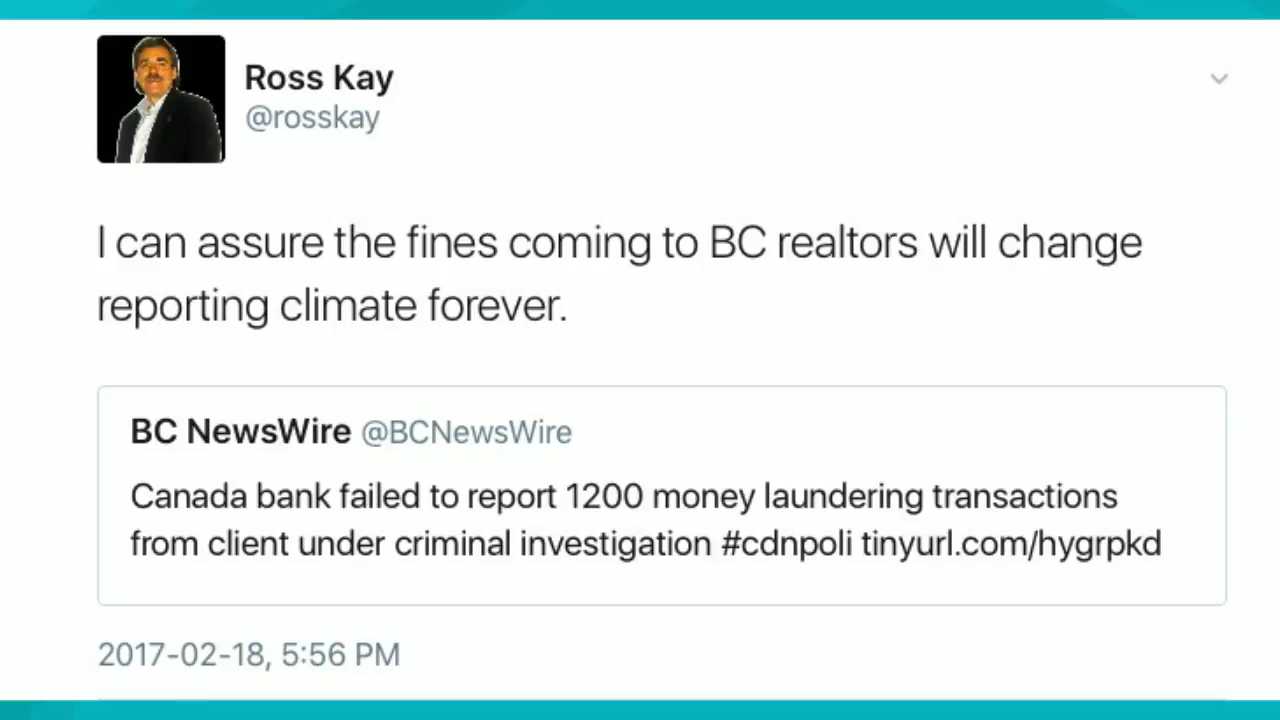 Ross Kay
@rosskay
I can assure the fines coming to BC realtors will change
reporting climate forever.
BC NewsWire @BCNewsWire
Canada bank failed to report 1200 money laundering transactions
from client under criminal investigation #cdnpoli tinyurl.com/hygrpkd
2017-02-18, 5:56 PM